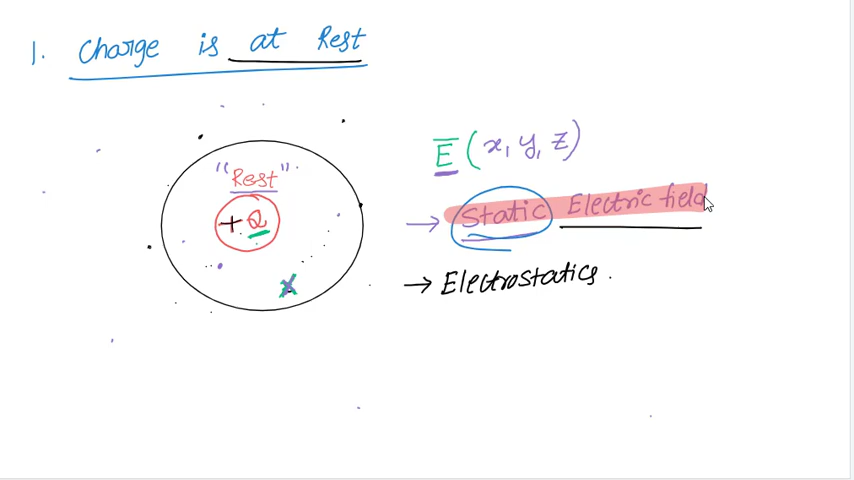 1. Charge is at Rest
E̅ (x, y, z)
"Rest"
+Q
→ Static Electric field
→ Electrostatics.